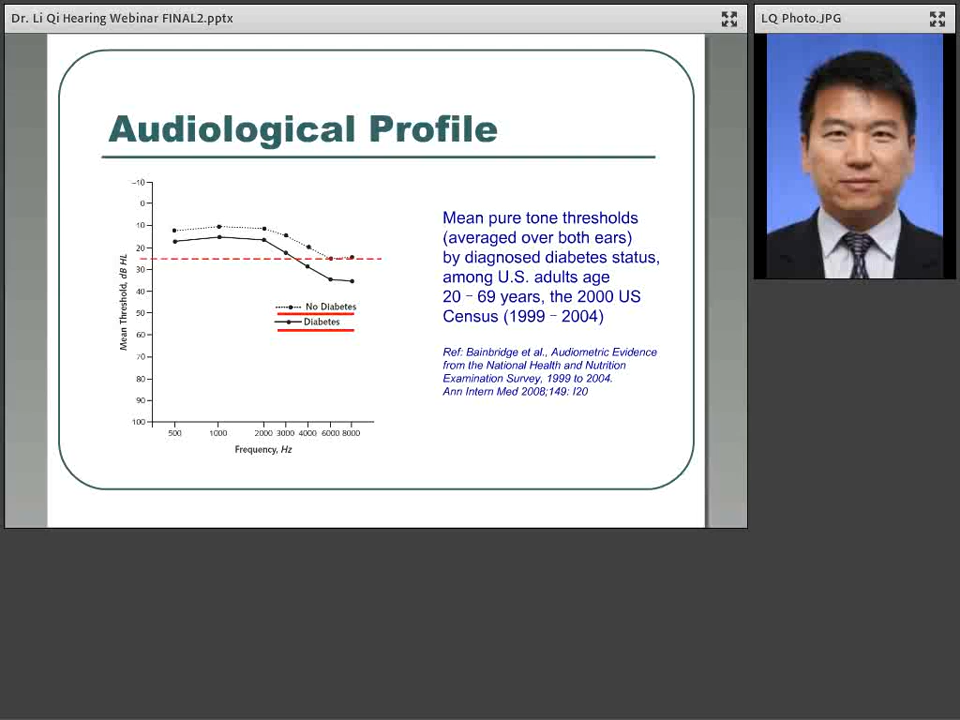 Dr. Li Qi Hearing Webinar FINAL2.pptx
LQ Photo.JPG
Audiological Profile
Mean Threshold, dB HL
–10
0
10
20
30
40
50
60
70
80
90
100
No Diabetes
Diabetes
500 1000 2000 3000 4000 6000 8000
Frequency, Hz
Mean pure tone thresholds
(averaged over both ears)
by diagnosed diabetes status,
among U.S. adults age
20 – 69 years, the 2000 US
Census (1999 – 2004)
Ref: Bainbridge et al., Audiometric Evidence
from the National Health and Nutrition
Examination Survey, 1999 to 2004.
Ann Intern Med 2008;149: I20